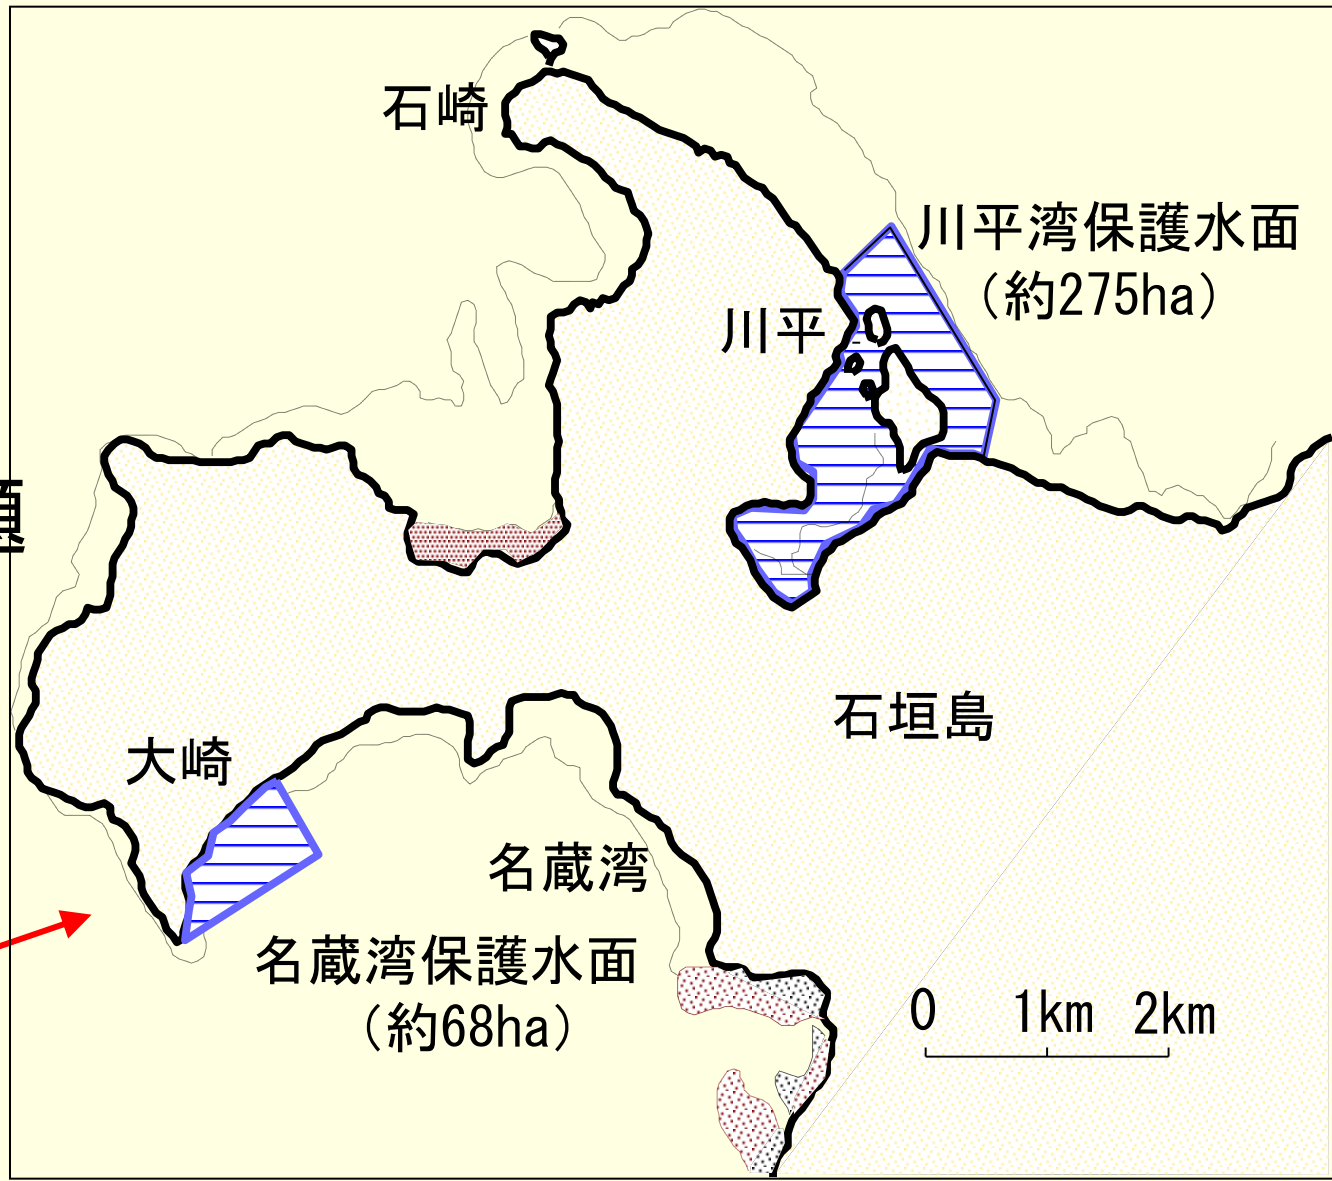 石崎
川平湾保護水面
（約275ha）
川平
石垣島
大崎
名蔵湾
名蔵湾保護水面
（約68ha）
0 1km 2km